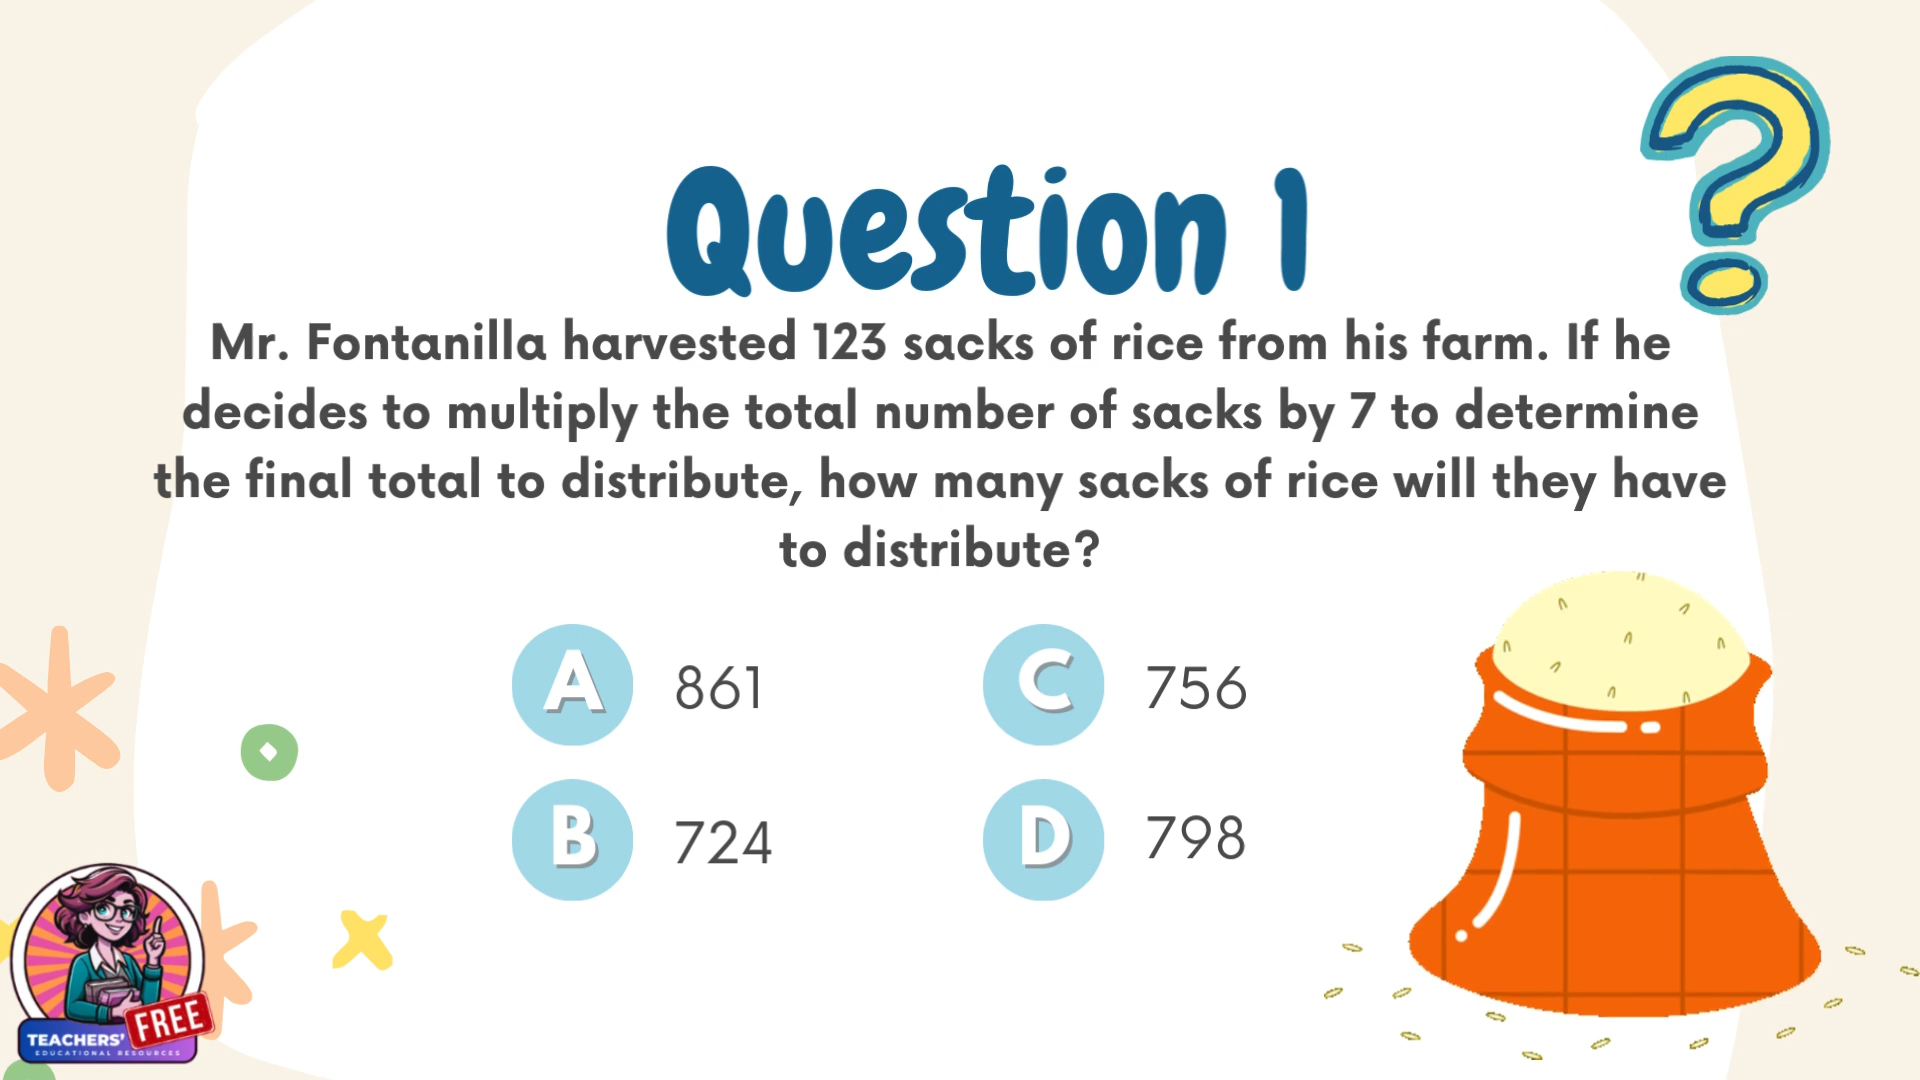 Question 1
Mr. Fontanilla harvested 123 sacks of rice from his farm. If he
decides to multiply the total number of sacks by 7 to determine
the final total to distribute, how many sacks of rice will they have
to distribute?
A 861
B 724
C 756
D 798
TEACHERS' FREE
EDUCATIONAL RESOURCES